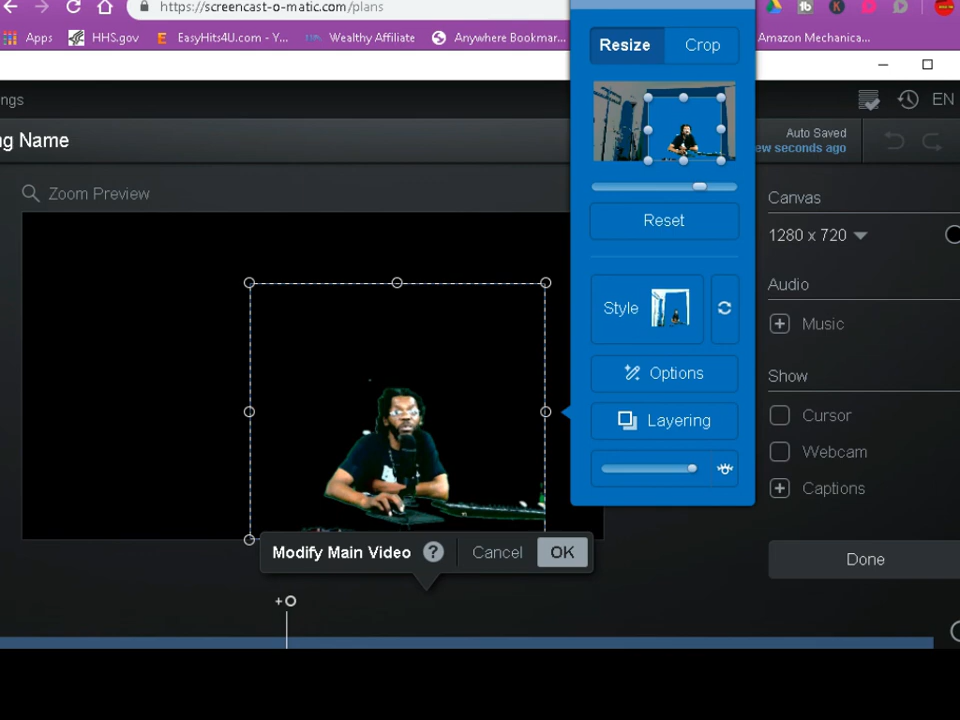 https://screencast-o-matic.com/plans
Apps HHS.gov EasyHits4U.com - Y... Wealthy Affiliate Anywhere Bookmar... Amazon Mechanica...
ngs EN
ng Name
Auto Saved
ew seconds ago
Zoom Preview
Resize Crop
Reset
Style
Options
Layering
Canvas
1280 x 720
Audio
Music
Show
Cursor
Webcam
Captions
Modify Main Video ? Cancel OK
Done